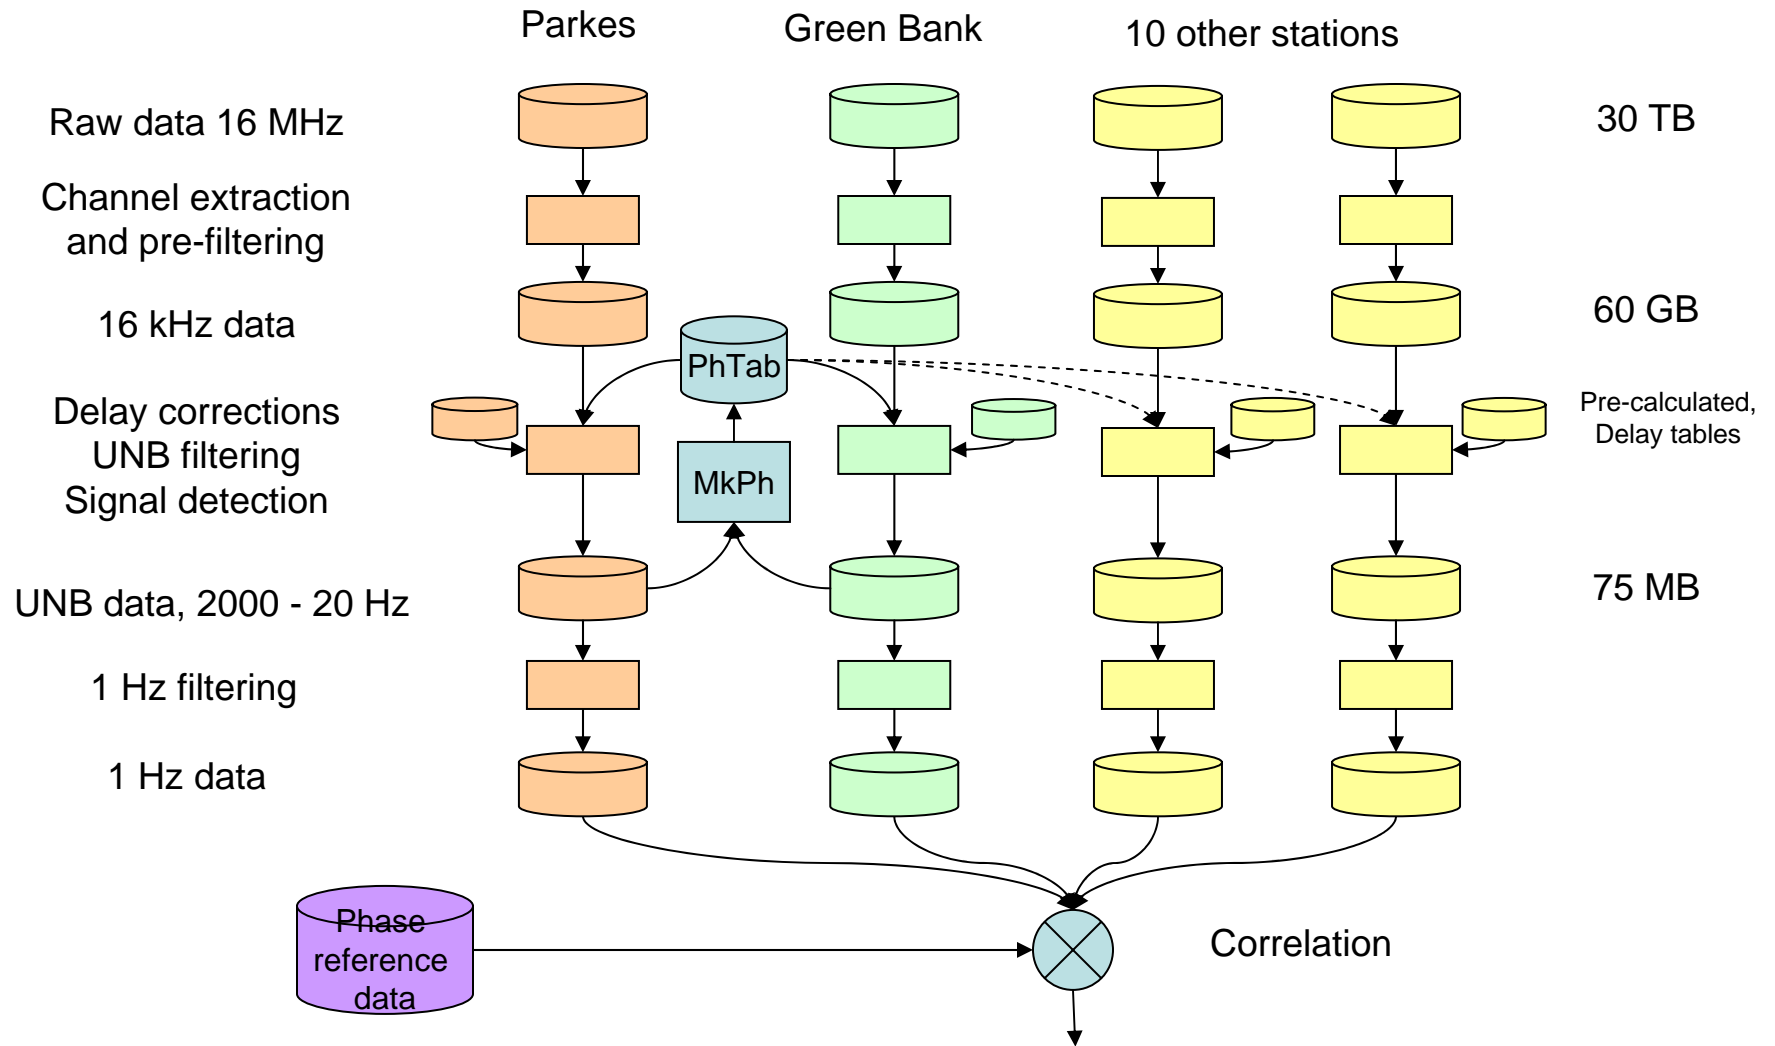 Parkes
Green Bank
10 other stations
Raw data 16 MHz
30 TB
Channel extraction
and pre-filtering
16 kHz data
60 GB
PhTab
Delay corrections
UNB filtering
Signal detection
Pre-calculated,
Delay tables
MkPh
UNB data, 2000 - 20 Hz
75 MB
1 Hz filtering
1 Hz data
Phase
reference
data
Correlation